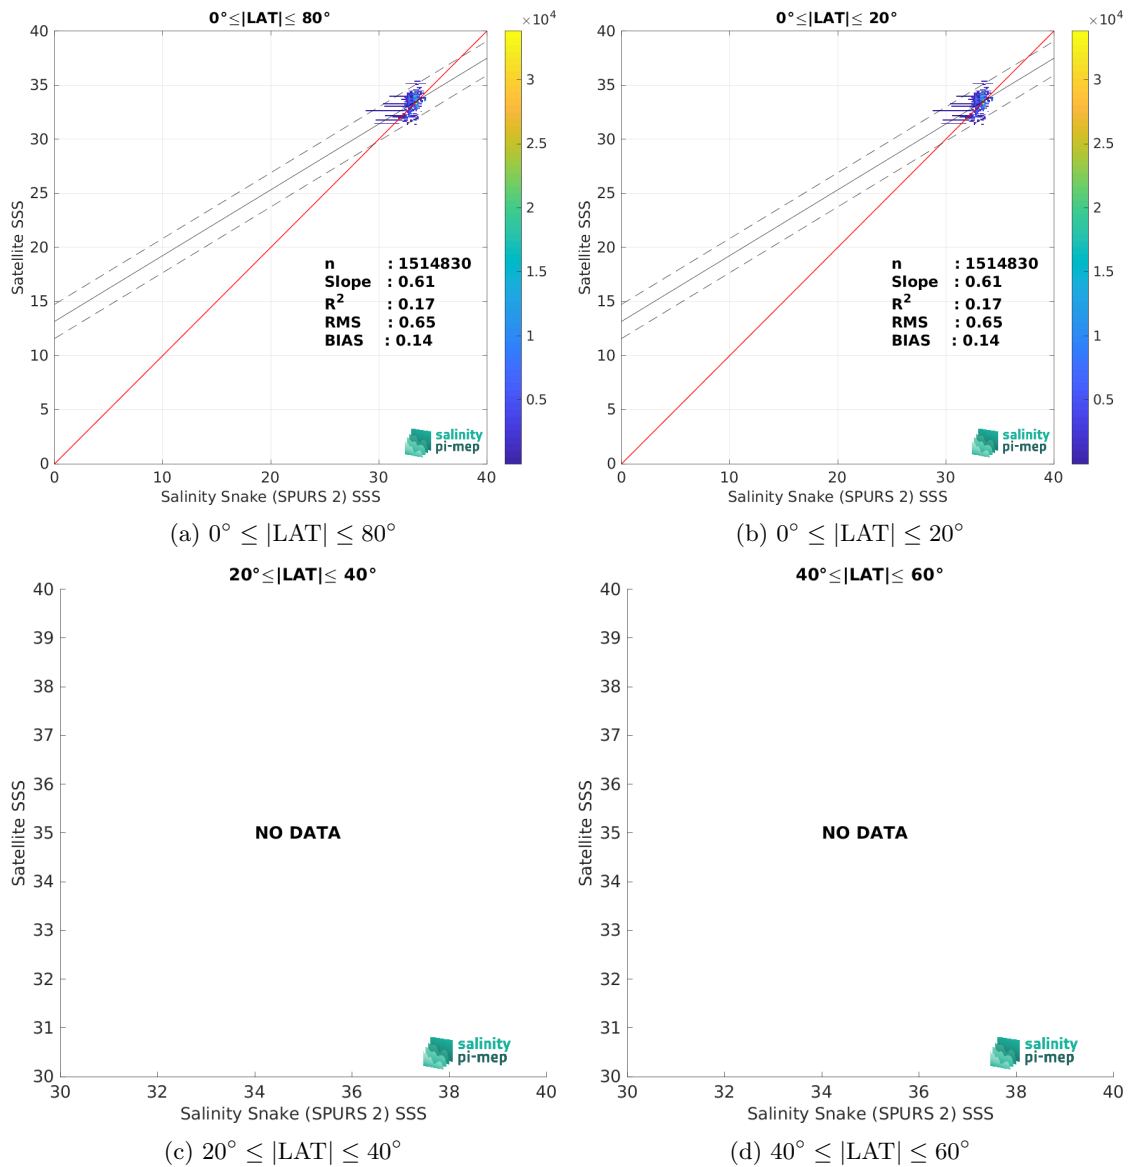 0°≤|LAT|≤ 80°
×10⁴
40
35
30
25
20
15
10
5
0
0
10
20
30
40
3
2.5
2
1.5
1
0.5
Satellite SSS
n : 1514830
Slope : 0.61
R² : 0.17
RMS : 0.65
BIAS : 0.14
salinity
pi-mep
Salinity Snake (SPURS 2) SSS
(a) 0° ≤ |LAT| ≤ 80°
0°≤|LAT|≤ 20°
×10⁴
40
35
30
25
20
15
10
5
0
0
10
20
30
40
3
2.5
2
1.5
1
0.5
Satellite SSS
n : 1514830
Slope : 0.61
R² : 0.17
RMS : 0.65
BIAS : 0.14
salinity
pi-mep
Salinity Snake (SPURS 2) SSS
(b) 0° ≤ |LAT| ≤ 20°
20°≤|LAT|≤ 40°
40
39
38
37
36
35
34
33
32
31
30
30
32
34
36
38
40
Satellite SSS
NO DATA
salinity
pi-mep
Salinity Snake (SPURS 2) SSS
(c) 20° ≤ |LAT| ≤ 40°
40°≤|LAT|≤ 60°
40
39
38
37
36
35
34
33
32
31
30
30
32
34
36
38
40
Satellite SSS
NO DATA
salinity
pi-mep
Salinity Snake (SPURS 2) SSS
(d) 40° ≤ |LAT| ≤ 60°